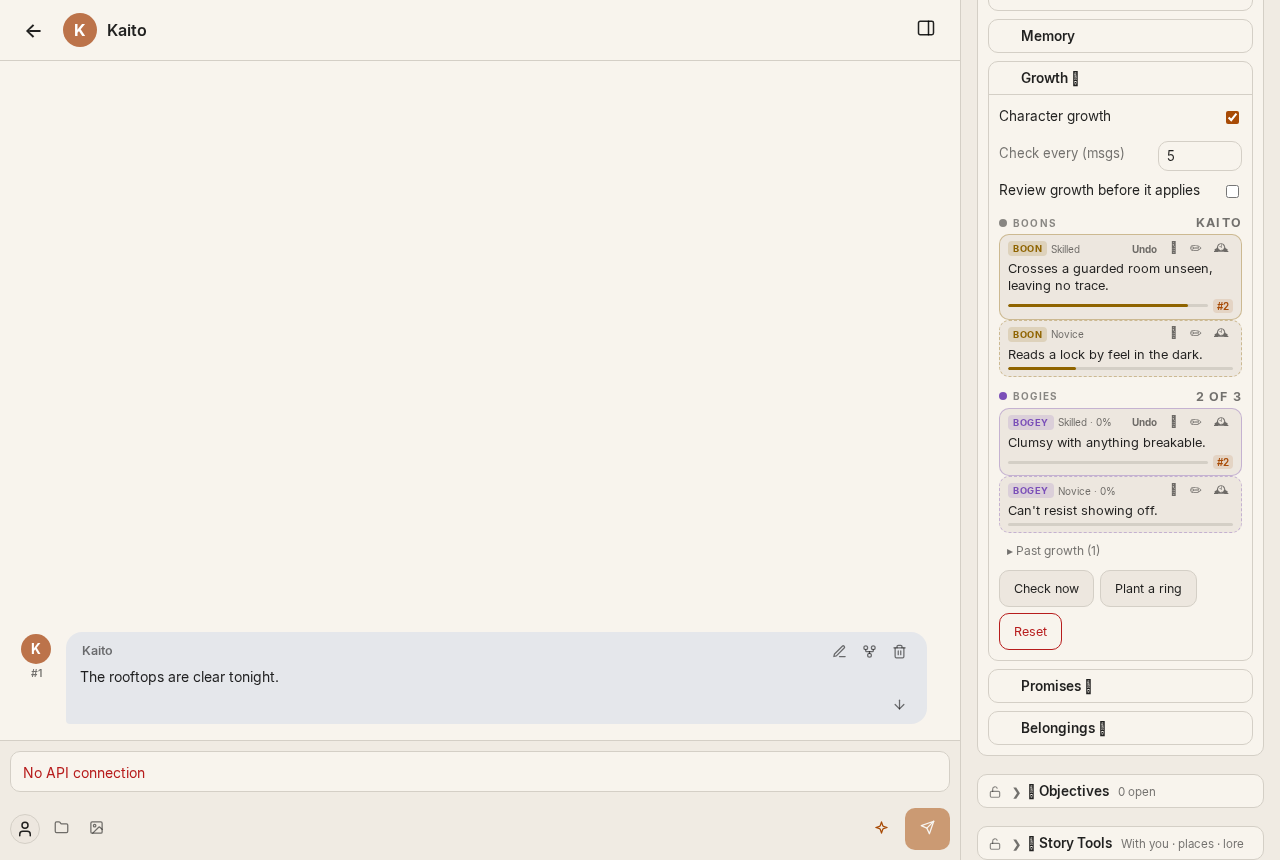 K Kaito
K
#1
Kaito
The rooftops are clear tonight.
No API connection
Memory
Growth
Character growth
Check every (msgs) 5
Review growth before it applies
BOONS KAITO
BOON Skilled Undo
Crosses a guarded room unseen,
leaving no trace.
#2
BOON Novice
Reads a lock by feel in the dark.
BOGIES 2 OF 3
BOGEY Skilled · 0% Undo
Clumsy with anything breakable.
#2
BOGEY Novice · 0%
Can't resist showing off.
▸ Past growth (1)
Check now Plant a ring
Reset
Promises
Belongings
Objectives 0 open
Story Tools With you · places · lore